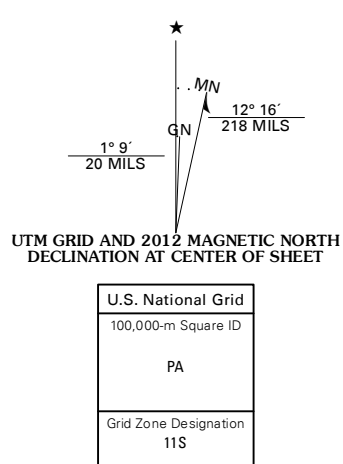 ★
MN
GN
12° 16´
218 MILS
1° 9´
20 MILS
UTM GRID AND 2012 MAGNETIC NORTH
DECLINATION AT CENTER OF SHEET
U.S. National Grid
100,000-m Square ID
PA
Grid Zone Designation
11S